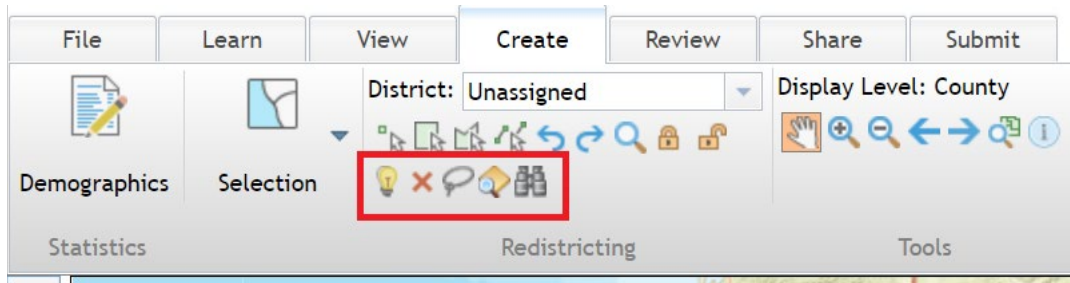 File Learn View Create Review Share Submit
District: Unassigned Display Level: County
Demographics Selection
Statistics Redistricting Tools